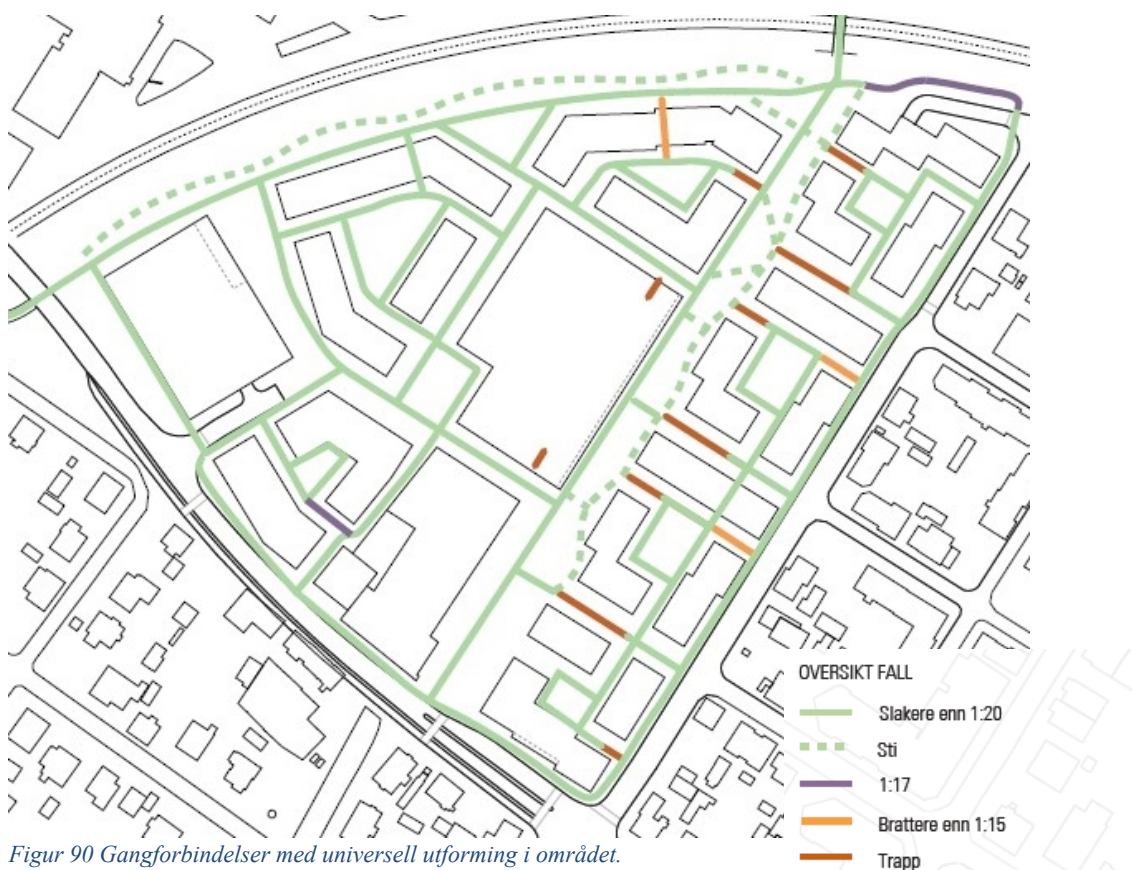 OVERSIKT FALL
Slakere enn 1:20
Sti
1:17
Brattere enn 1:15
Trapp
Figur 90 Gangforbindelser med universell utforming i området.